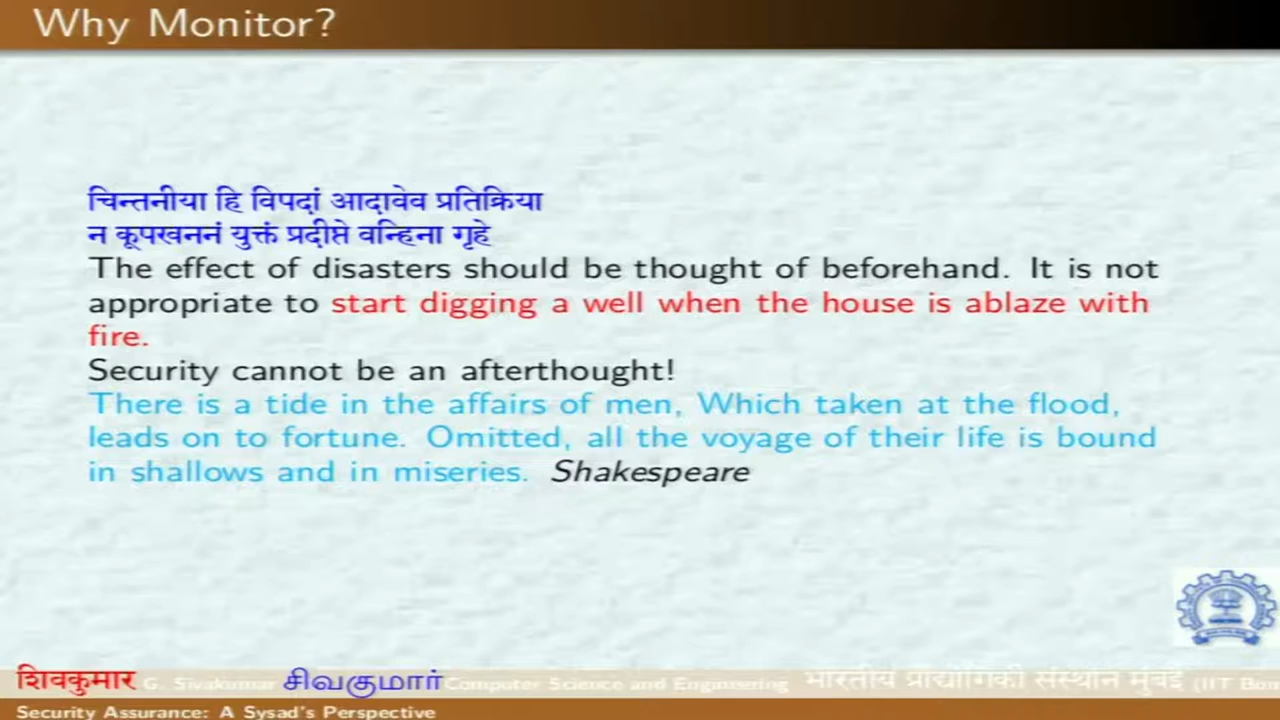 Why Monitor?
चिन्तनीया हि विपदां आदावेव प्रतिक्रिया
न कूपखननं युक्तं प्रदीप्ते वन्हिना गृहे
The effect of disasters should be thought of beforehand. It is not
appropriate to start digging a well when the house is ablaze with
fire.
Security cannot be an afterthought!
There is a tide in the affairs of men, Which taken at the flood,
leads on to fortune. Omitted, all the voyage of their life is bound
in shallows and in miseries. Shakespeare
शिवकुमार G. Sivakumar சிவகுமார் Computer Science and Engineering भारतीय प्रौद्योगिकी संस्थान मुंबई (IIT Bom
Security Assurance: A Sysad's Perspective